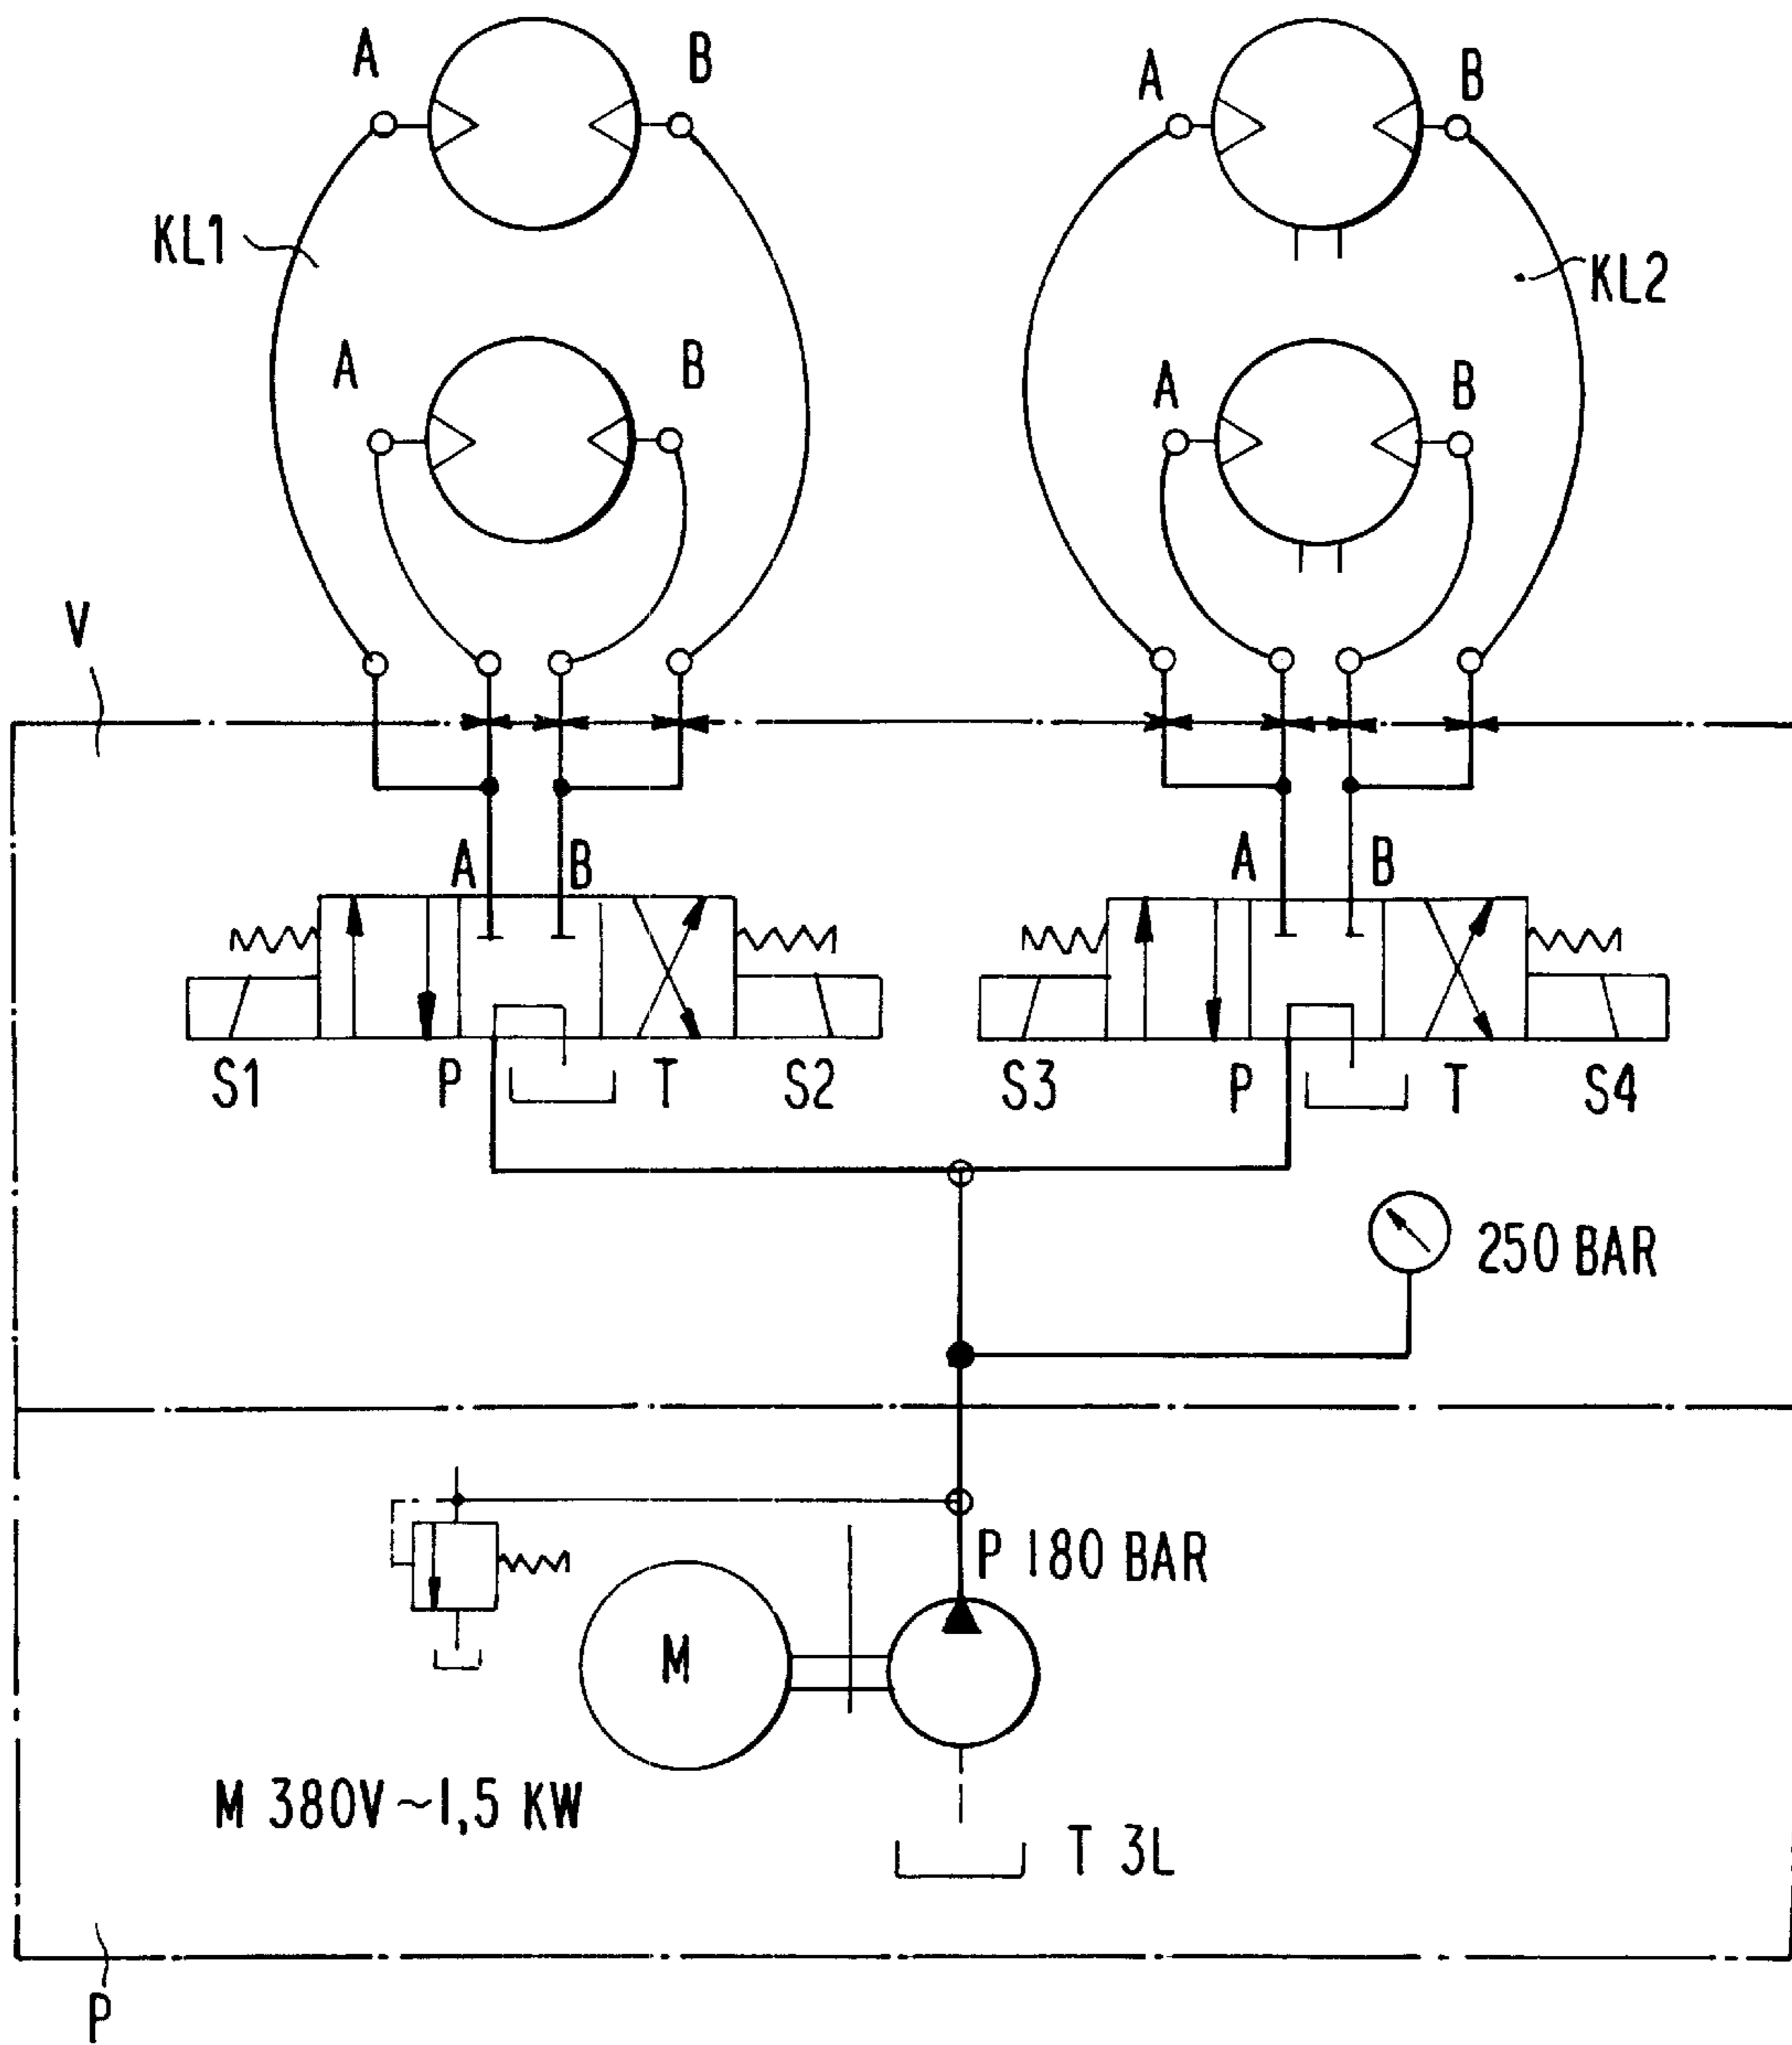 A B A B
KL1 KL2
A B A B
V
A B A B
S1 P T S2 S3 P T S4
250 BAR
P 180 BAR
M
M 380V ~1,5 KW
T 3L
P